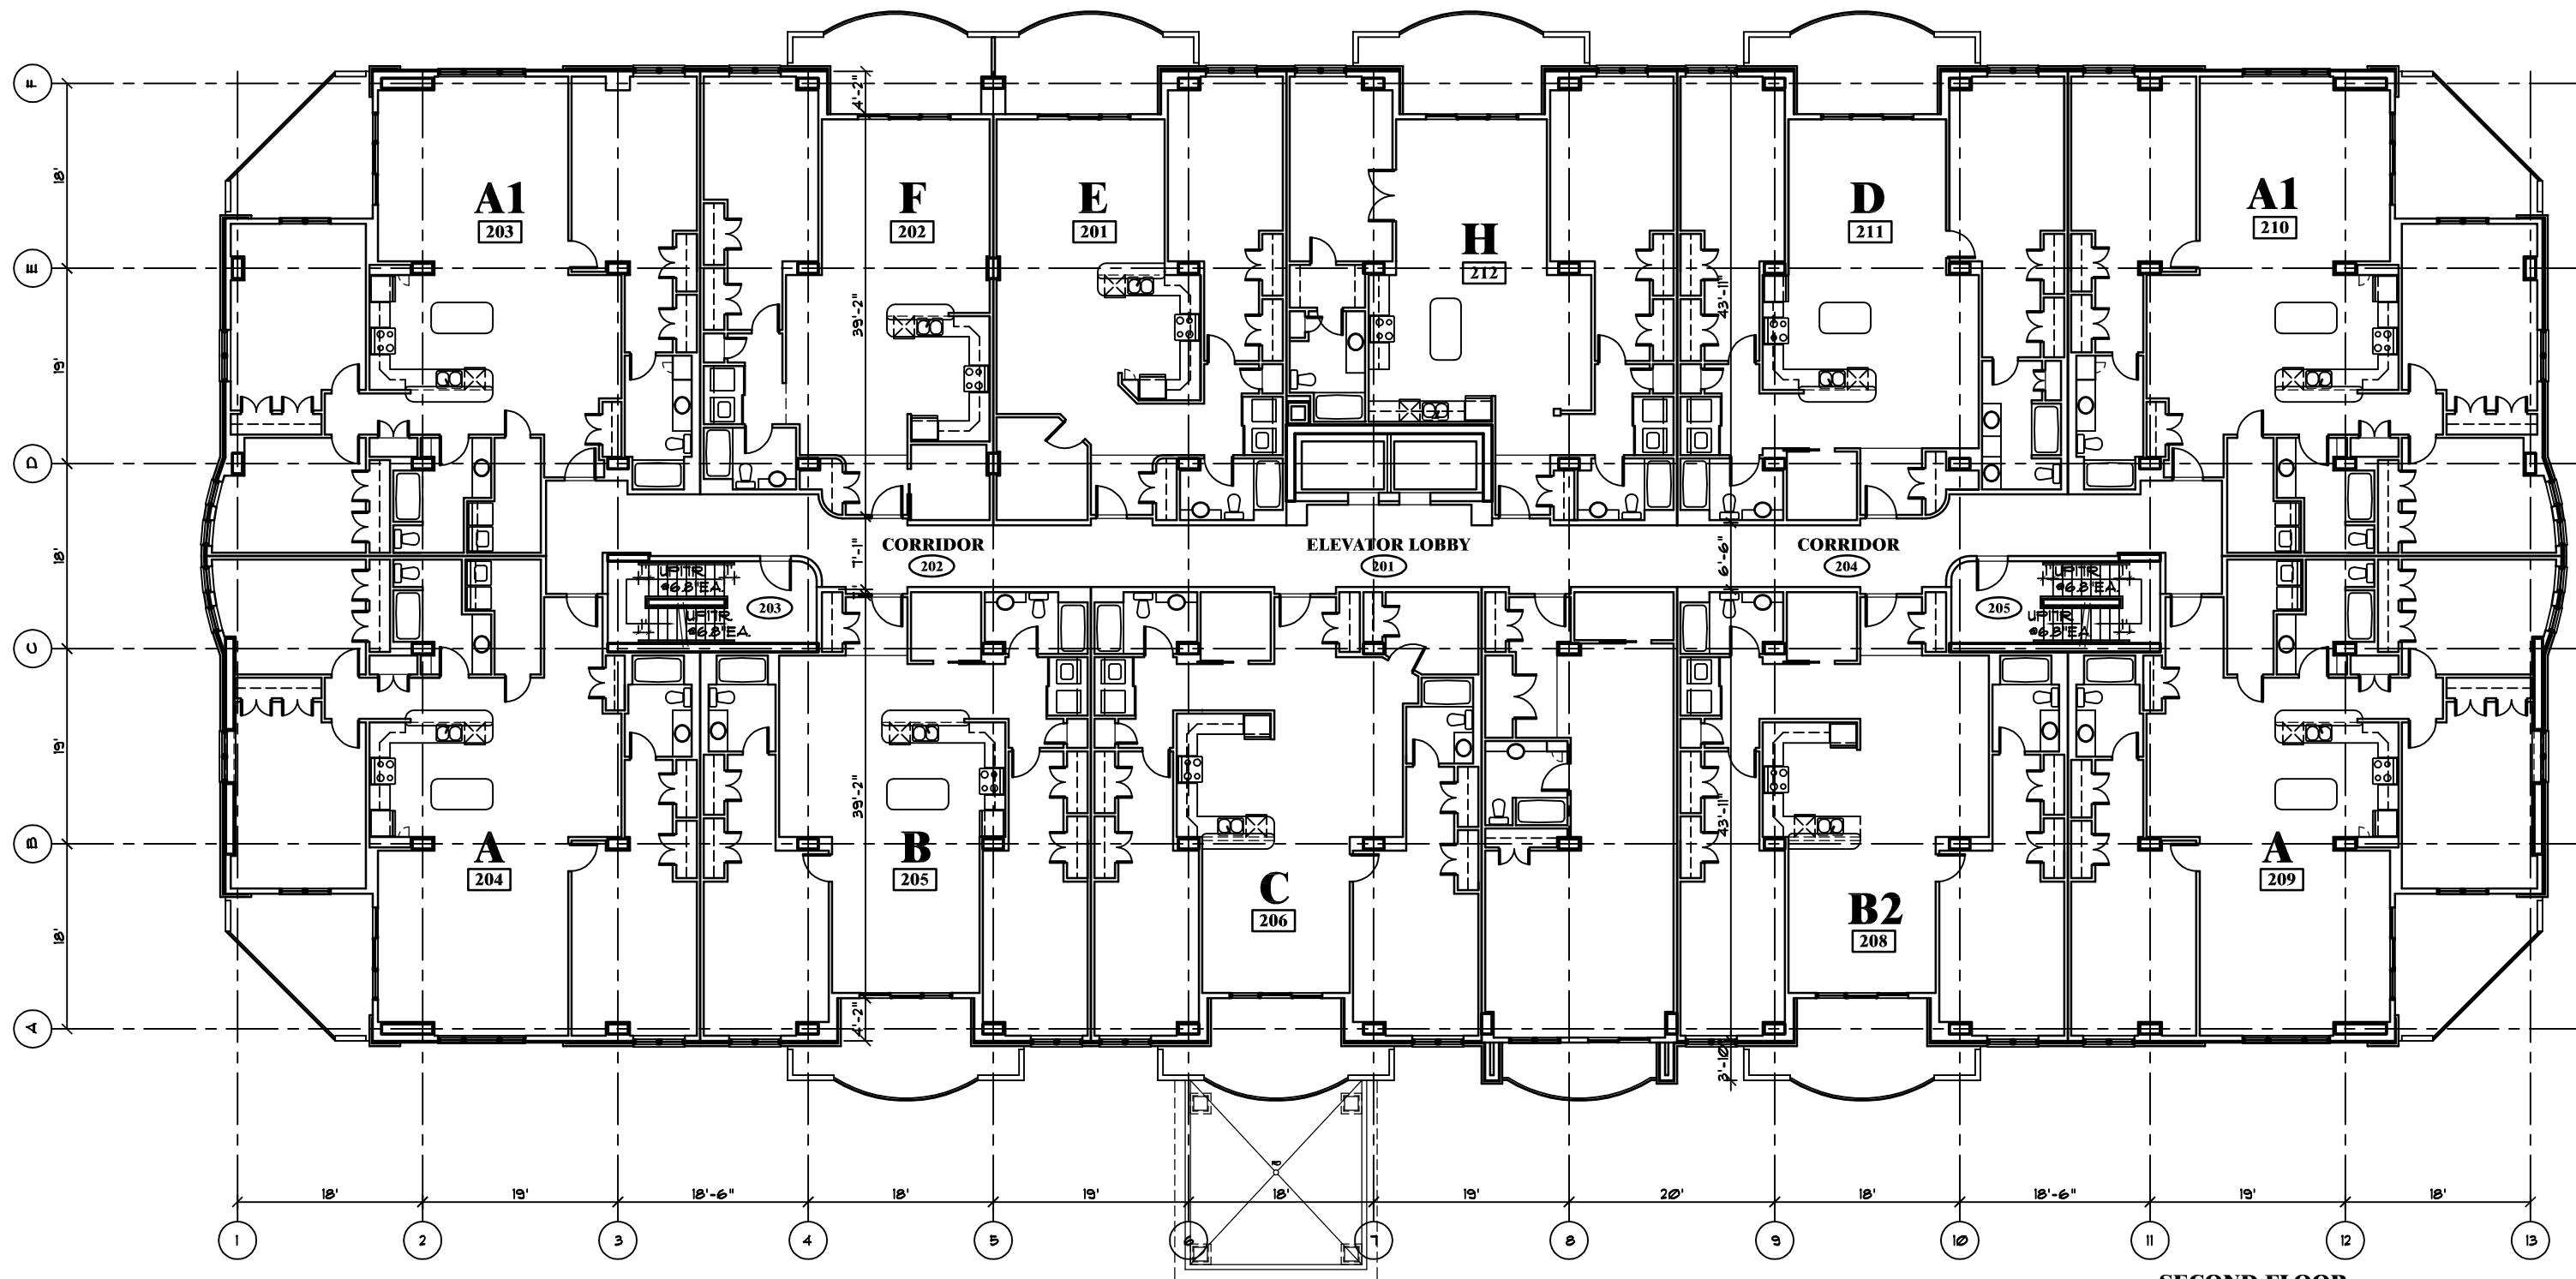 F
E
D
C
B
A
18'
19'
18'
19'
18'
A1
203
F
202
E
201
H
212
D
211
A1
210
4'-2"
39'-2"
43'-11"
CORRIDOR
202
ELEVATOR LOBBY
201
CORRIDOR
204
7'-1"
6'-6"
203
205
A
204
B
205
C
206
B2
208
A
209
39'-2"
43'-11"
4'-2"
3'-10"
18'
19'
18'-6"
18'
19'
18'
19'
20'
18'
18'-6"
19'
18'
1
2
3
4
5
6
7
8
9
10
11
12
13
SECOND FLOOR